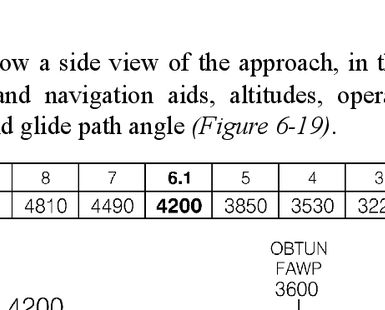 ow a side view of the approach, in th
and navigation aids, altitudes, opera
d glide path angle (Figure 6-19).
8 7 6.1 5 4 3
4810 4490 4200 3850 3530 322
OBTUN
FAWP
3600
4200